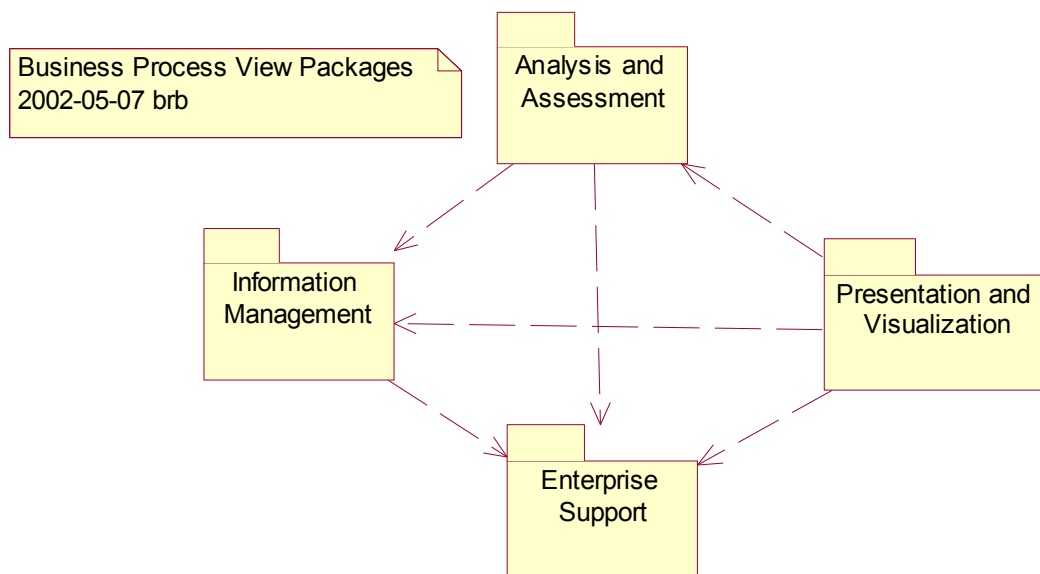 Business Process View Packages
2002-05-07 brb
Analysis and
Assessment
Information
Management
Presentation and
Visualization
Enterprise
Support